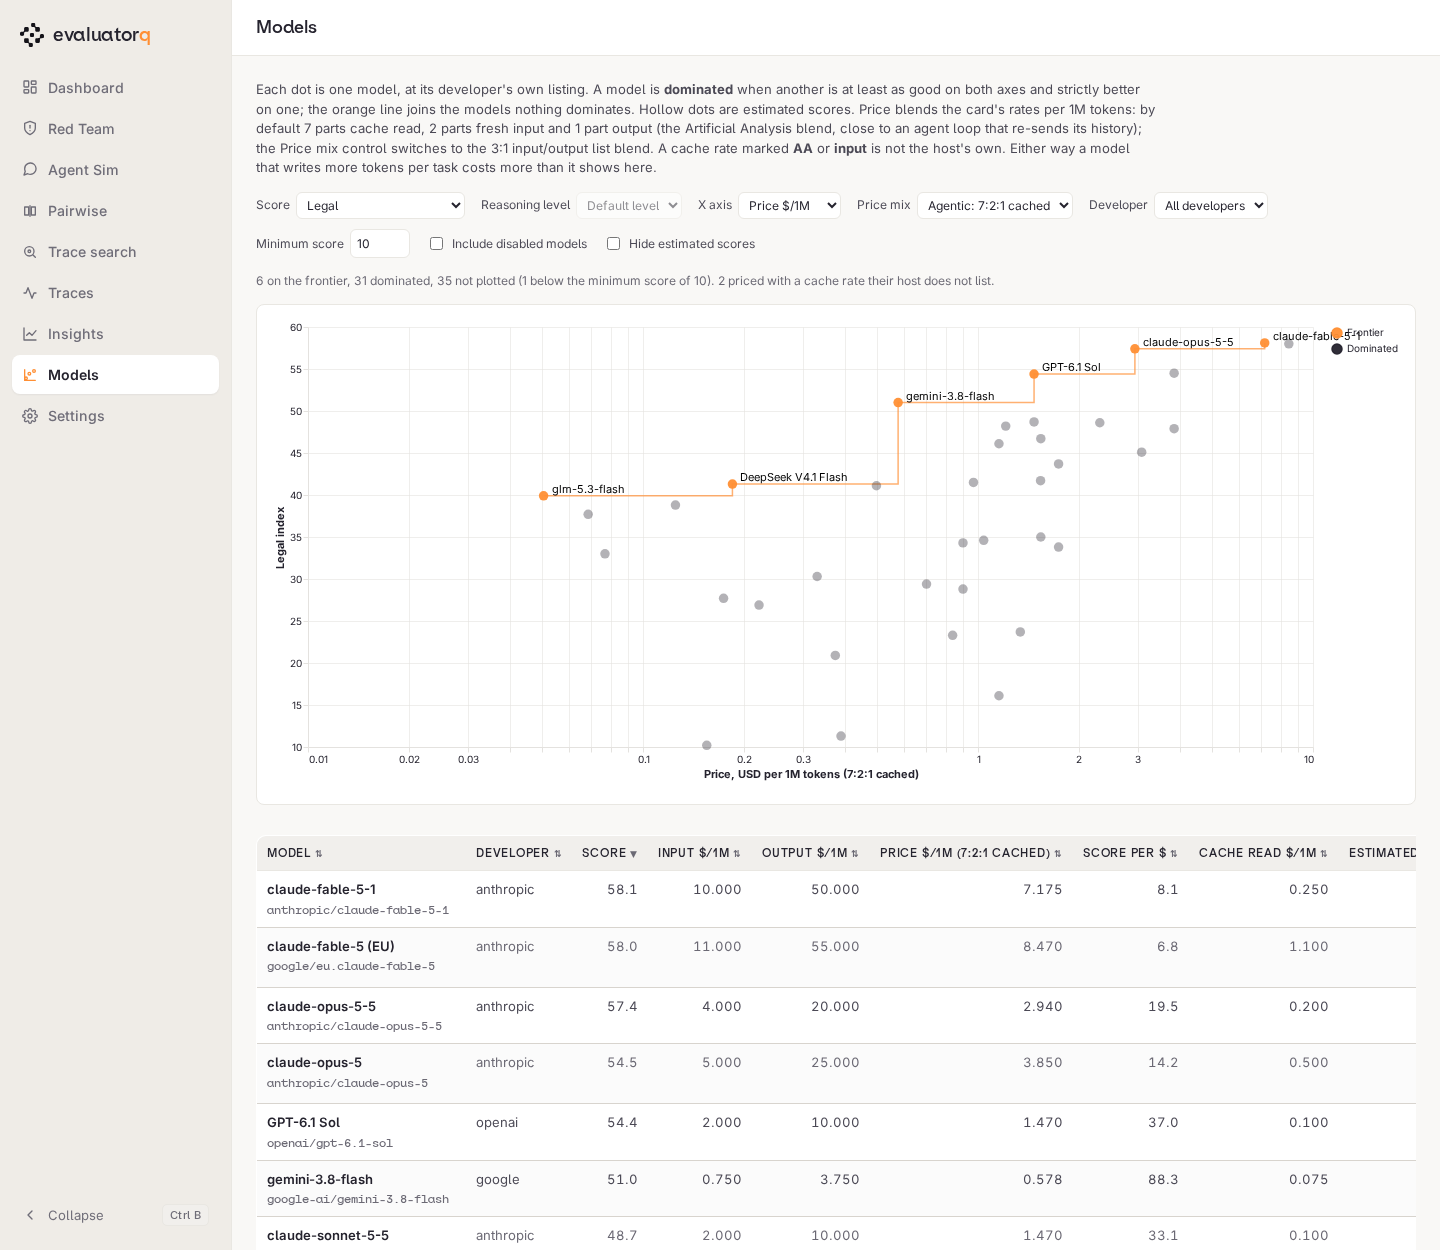 evaluatorq
Dashboard
Red Team
Agent Sim
Pairwise
Trace search
Traces
Insights
Models
Settings
Collapse
Ctrl B
Models
Each dot is one model, at its developer's own listing. A model is dominated when another is at least as good on both axes and strictly better
on one; the orange line joins the models nothing dominates. Hollow dots are estimated scores. Price blends the card's rates per 1M tokens: by
default 7 parts cache read, 2 parts fresh input and 1 part output (the Artificial Analysis blend, close to an agent loop that re-sends its history);
the Price mix control switches to the 3:1 input/output list blend. A cache rate marked AA or input is not the host's own. Either way a model
that writes more tokens per task costs more than it shows here.
Score Legal Reasoning level Default level X axis Price $/1M Price mix Agentic: 7:2:1 cached Developer All developers
Minimum score 10 Include disabled models Hide estimated scores
6 on the frontier, 31 dominated, 35 not plotted (1 below the minimum score of 10). 2 priced with a cache rate their host does not list.
Legal index
60
55
50
45
40
35
30
25
20
15
10
claude-fable-5-1
claude-opus-5-5
GPT-6.1 Sol
gemini-3.8-flash
DeepSeek V4.1 Flash
glm-5.3-flash
Frontier
Dominated
0.01 0.02 0.03 0.1 0.2 0.3 1 2 3 10
Price, USD per 1M tokens (7:2:1 cached)
MODEL DEVELOPER SCORE INPUT $/1M OUTPUT $/1M PRICE $/1M (7:2:1 CACHED) SCORE PER $ CACHE READ $/1M ESTIMATED
claude-fable-5-1 anthropic 58.1 10.000 50.000 7.175 8.1 0.250
anthropic/claude-fable-5-1
claude-fable-5 (EU) anthropic 58.0 11.000 55.000 8.470 6.8 1.100
google/eu.claude-fable-5
claude-opus-5-5 anthropic 57.4 4.000 20.000 2.940 19.5 0.200
anthropic/claude-opus-5-5
claude-opus-5 anthropic 54.5 5.000 25.000 3.850 14.2 0.500
anthropic/claude-opus-5
GPT-6.1 Sol openai 54.4 2.000 10.000 1.470 37.0 0.100
openai/gpt-6.1-sol
gemini-3.8-flash google 51.0 0.750 3.750 0.578 88.3 0.075
google-ai/gemini-3.8-flash
claude-sonnet-5-5 anthropic 48.7 2.000 10.000 1.470 33.1 0.100